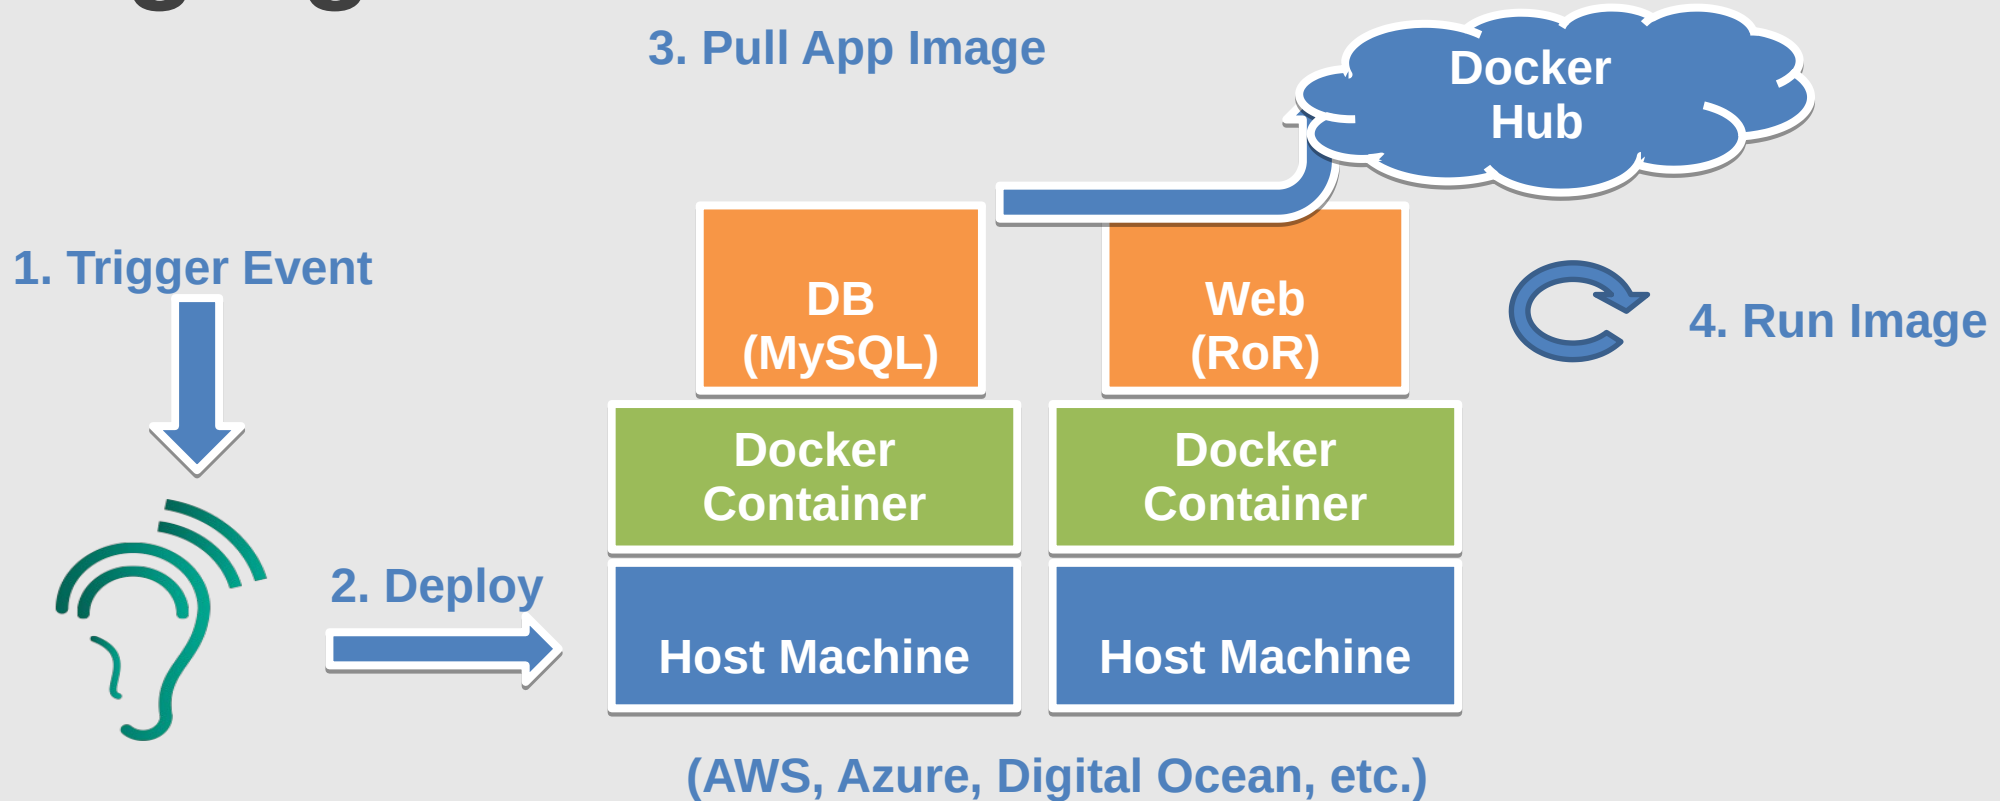 3. Pull App Image
Docker
Hub
1. Trigger Event
DB
(MySQL)
Web
(RoR)
4. Run Image
Docker
Container
Docker
Container
2. Deploy
Host Machine
Host Machine
(AWS, Azure, Digital Ocean, etc.)